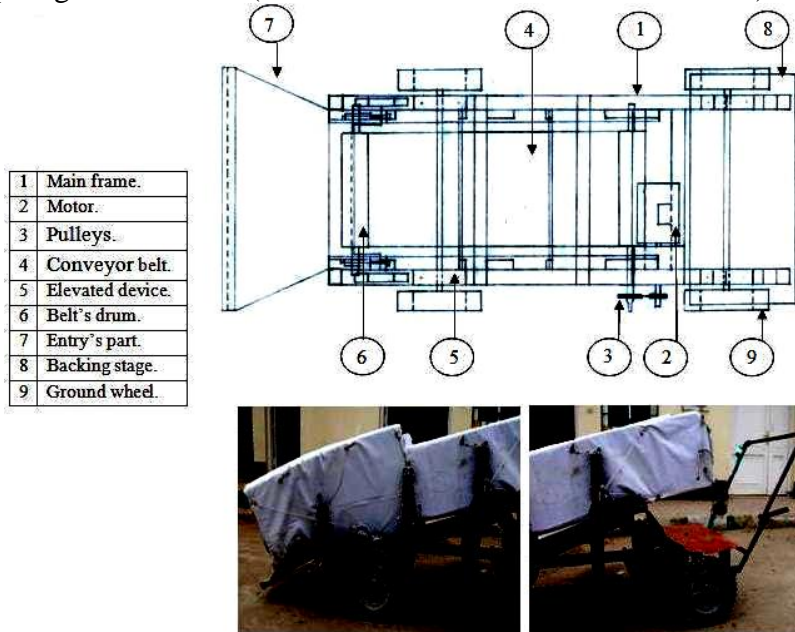 7
4
1
8
1 Main frame.
2 Motor.
3 Pulleys.
4 Conveyor belt.
5 Elevated device.
6 Belt's drum.
7 Entry's part.
8 Backing stage.
9 Ground wheel.
6
5
3
2
9